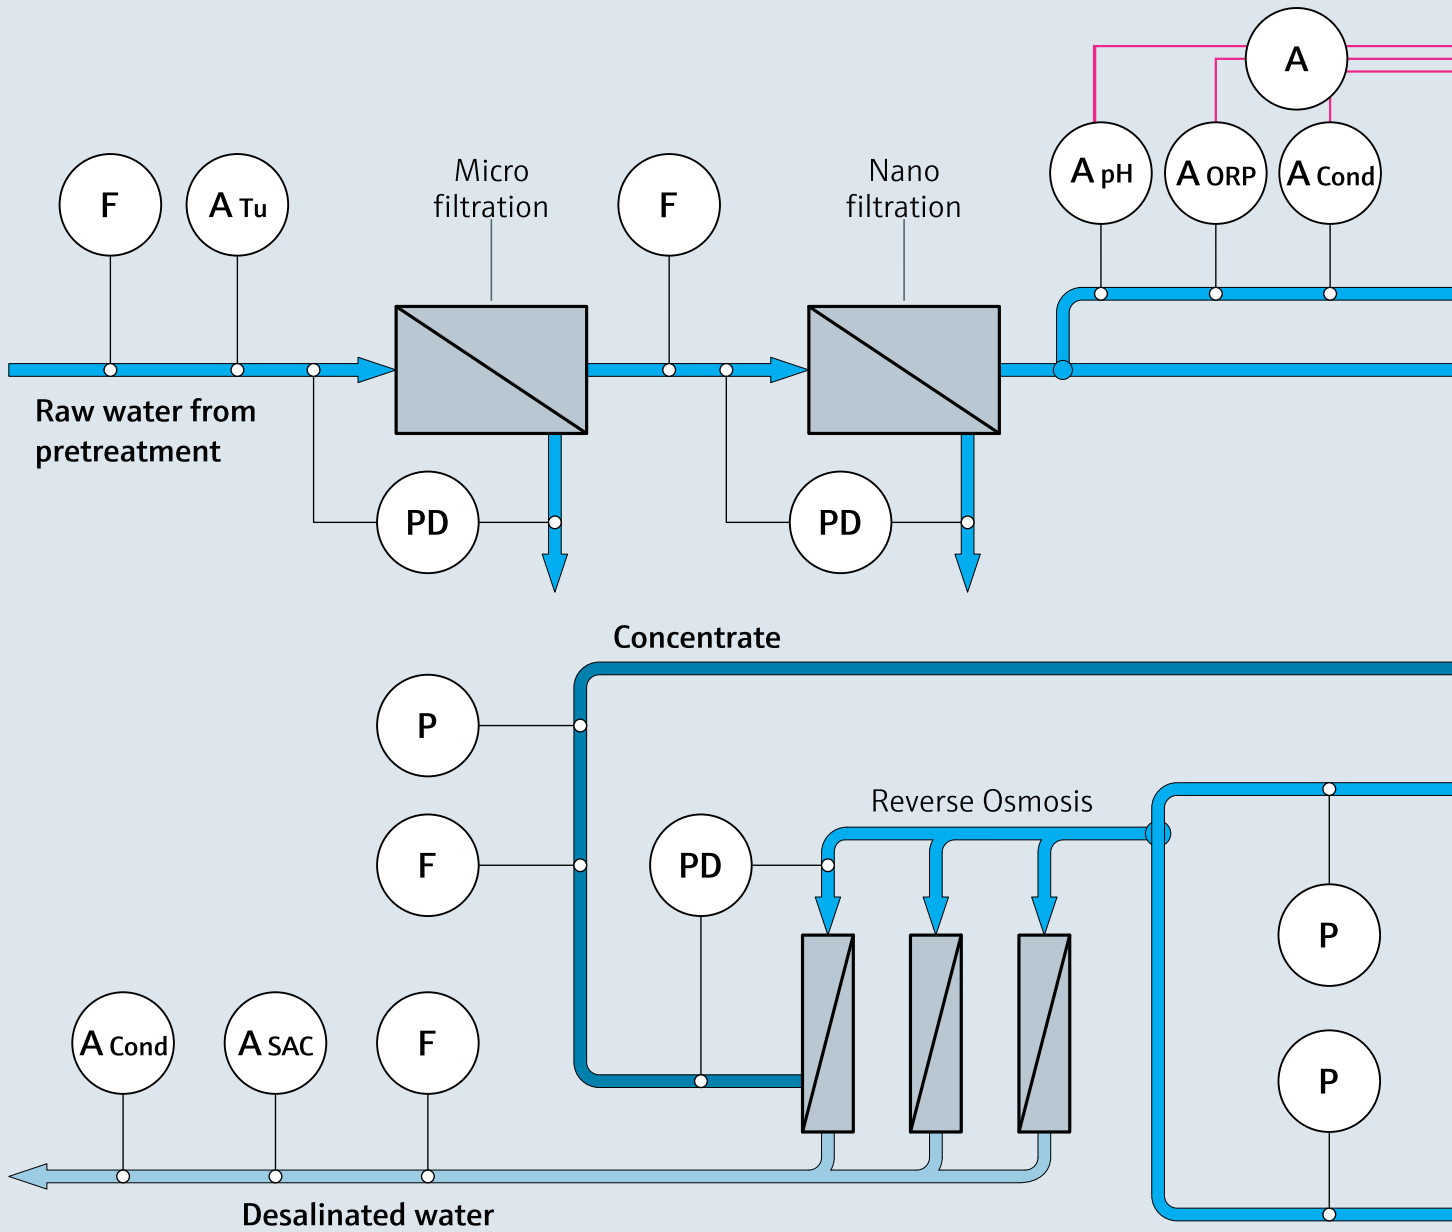 A
Micro
filtration
Nano
filtration
F
A Tu
F
A pH
A ORP
A Cond
Raw water from
pretreatment
PD
PD
Concentrate
P
Reverse Osmosis
F
PD
P
A Cond
A SAC
F
P
Desalinated water